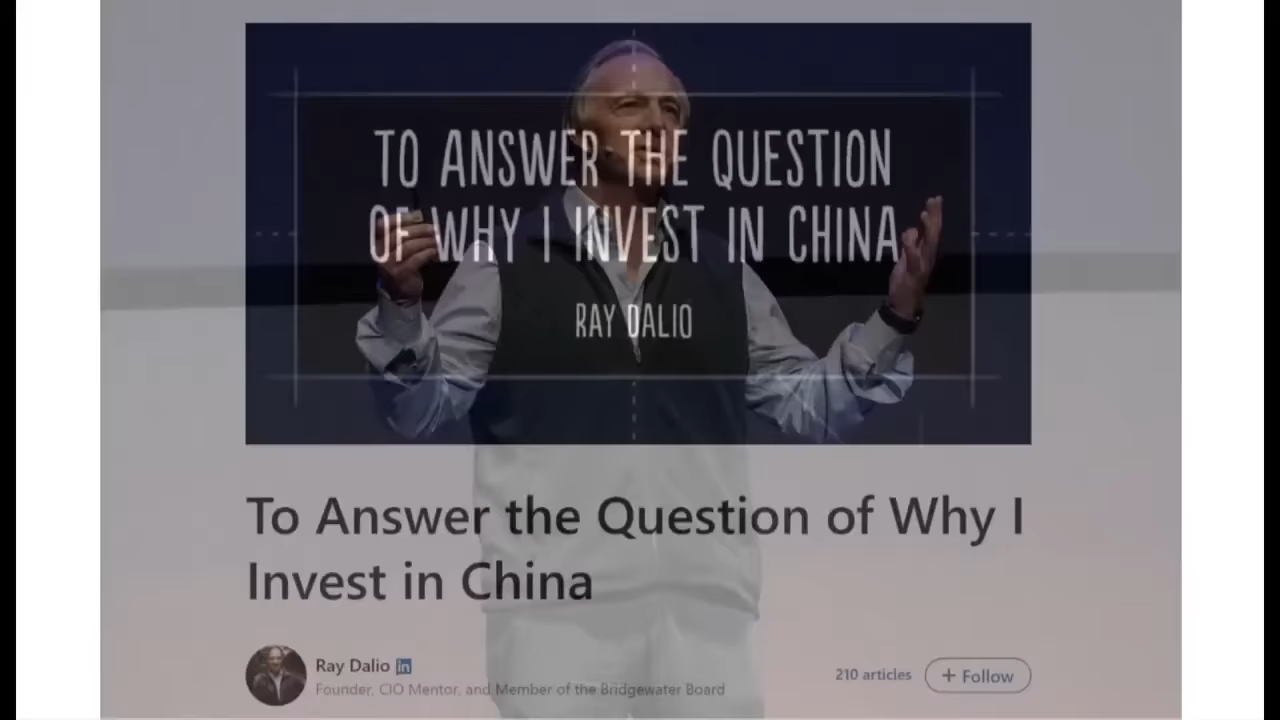 TO ANSWER THE QUESTION
OF WHY I INVEST IN CHINA
RAY DALIO
To Answer the Question of Why I
Invest in China
Ray Dalio in
Founder, CIO Mentor, and Member of the Bridgewater Board
210 articles
+ Follow